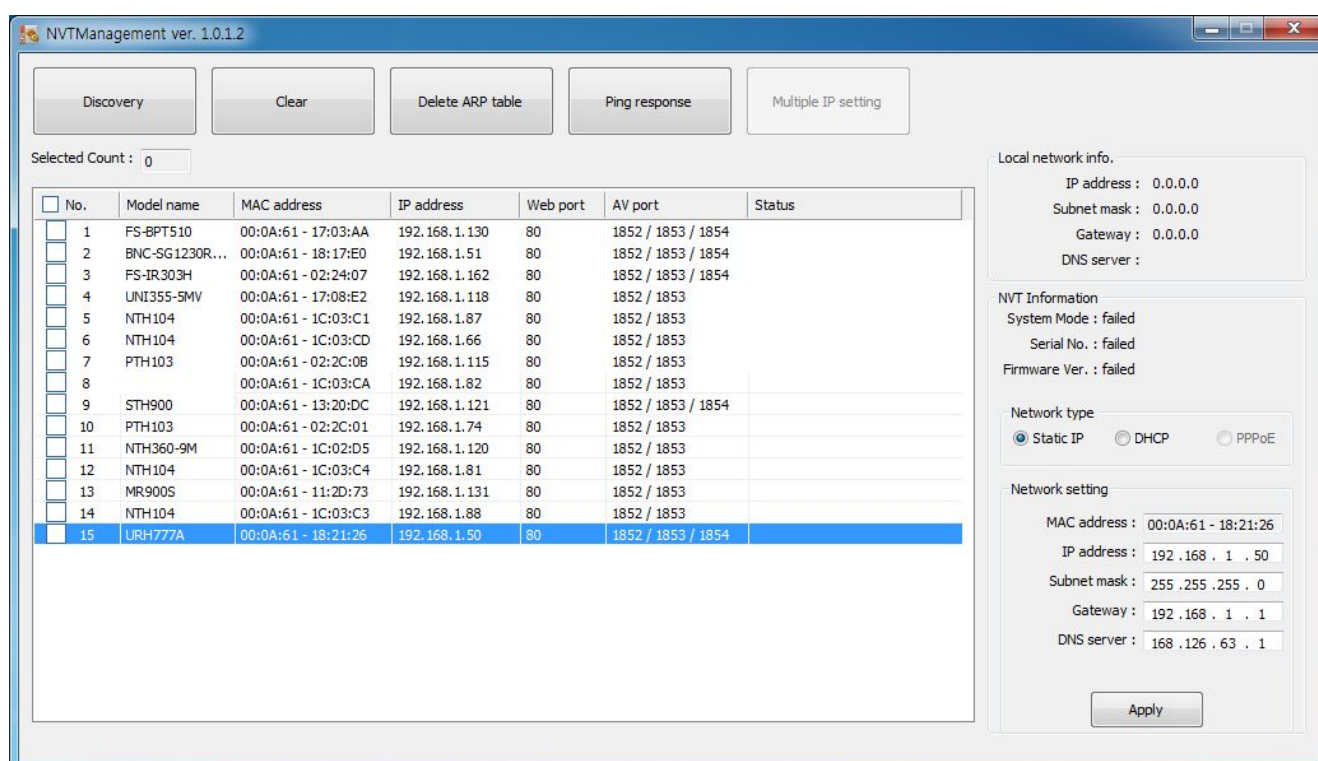 NVTManagement ver. 1.0.1.2
Discovery Clear Delete ARP table Ping response Multiple IP setting
Selected Count : 0
No. Model name MAC address IP address Web port AV port Status
1 FS-BPT510 00:0A:61 - 17:03:AA 192.168.1.130 80 1852 / 1853 / 1854
2 BNC-SG1230R... 00:0A:61 - 18:17:E0 192.168.1.51 80 1852 / 1853 / 1854
3 FS-IR303H 00:0A:61 - 02:24:07 192.168.1.162 80 1852 / 1853 / 1854
4 UNI355-5MV 00:0A:61 - 17:08:E2 192.168.1.118 80 1852 / 1853
5 NTH104 00:0A:61 - 1C:03:C1 192.168.1.87 80 1852 / 1853
6 NTH104 00:0A:61 - 1C:03:CD 192.168.1.66 80 1852 / 1853
7 PTH103 00:0A:61 - 02:2C:0B 192.168.1.115 80 1852 / 1853
8 00:0A:61 - 1C:03:CA 192.168.1.82 80 1852 / 1853
9 STH900 00:0A:61 - 13:20:DC 192.168.1.121 80 1852 / 1853 / 1854
10 PTH103 00:0A:61 - 02:2C:01 192.168.1.74 80 1852 / 1853
11 NTH360-9M 00:0A:61 - 1C:02:D5 192.168.1.120 80 1852 / 1853
12 NTH104 00:0A:61 - 1C:03:C4 192.168.1.81 80 1852 / 1853
13 MR900S 00:0A:61 - 11:2D:73 192.168.1.131 80 1852 / 1853
14 NTH104 00:0A:61 - 1C:03:C3 192.168.1.88 80 1852 / 1853
15 URH777A 00:0A:61 - 18:21:26 192.168.1.50 80 1852 / 1853 / 1854
Local network info.
IP address : 0.0.0.0
Subnet mask : 0.0.0.0
Gateway : 0.0.0.0
DNS server :
NVT Information
System Mode : failed
Serial No. : failed
Firmware Ver. : failed
Network type
Static IP DHCP PPPoE
Network setting
MAC address : 00:0A:61 - 18:21:26
IP address : 192 . 168 . 1 . 50
Subnet mask : 255 . 255 . 255 . 0
Gateway : 192 . 168 . 1 . 1
DNS server : 168 . 126 . 63 . 1
Apply